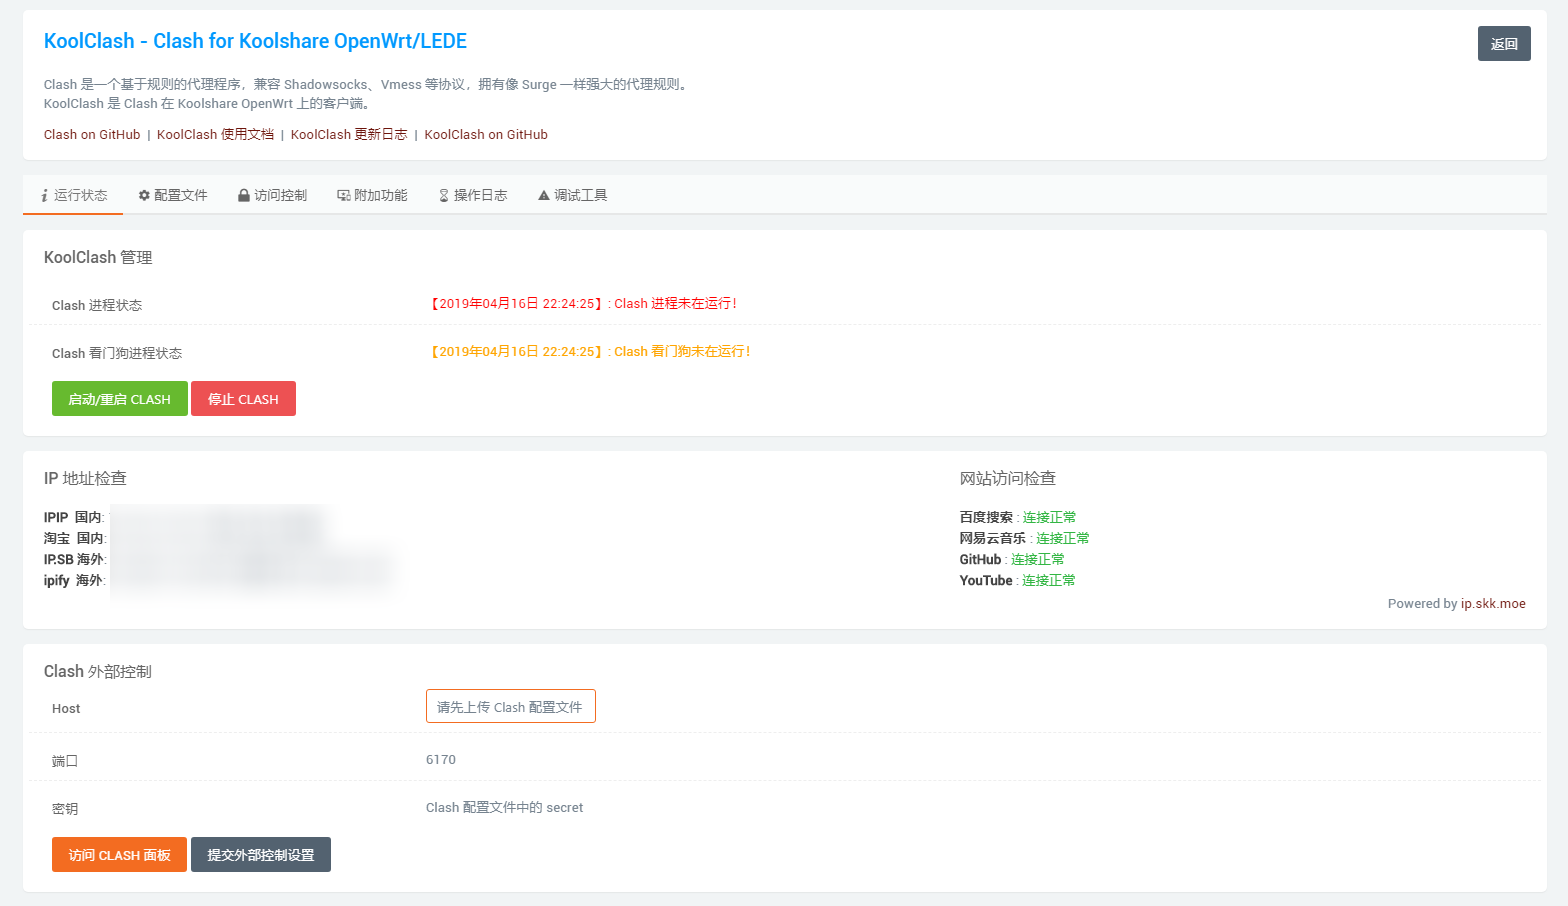 KoolClash - Clash for Koolshare OpenWrt/LEDE
返回
Clash 是一个基于规则的代理程序，兼容 Shadowsocks、Vmess 等协议，拥有像 Surge 一样强大的代理规则。
KoolClash 是 Clash 在 Koolshare OpenWrt 上的客户端。
Clash on GitHub | KoolClash 使用文档 | KoolClash 更新日志 | KoolClash on GitHub
运行状态 配置文件 访问控制 附加功能 操作日志 调试工具
KoolClash 管理
Clash 进程状态 【2019年04月16日 22:24:25】: Clash 进程未在运行！
Clash 看门狗进程状态 【2019年04月16日 22:24:25】: Clash 看门狗未在运行！
启动/重启 CLASH 停止 CLASH
IP 地址检查
IPIP 国内:
淘宝 国内:
IP.SB 海外:
ipify 海外:
网站访问检查
百度搜索 : 连接正常
网易云音乐 : 连接正常
GitHub : 连接正常
YouTube : 连接正常
Powered by ip.skk.moe
Clash 外部控制
Host 请先上传 Clash 配置文件
端口 6170
密钥 Clash 配置文件中的 secret
访问 CLASH 面板 提交外部控制设置